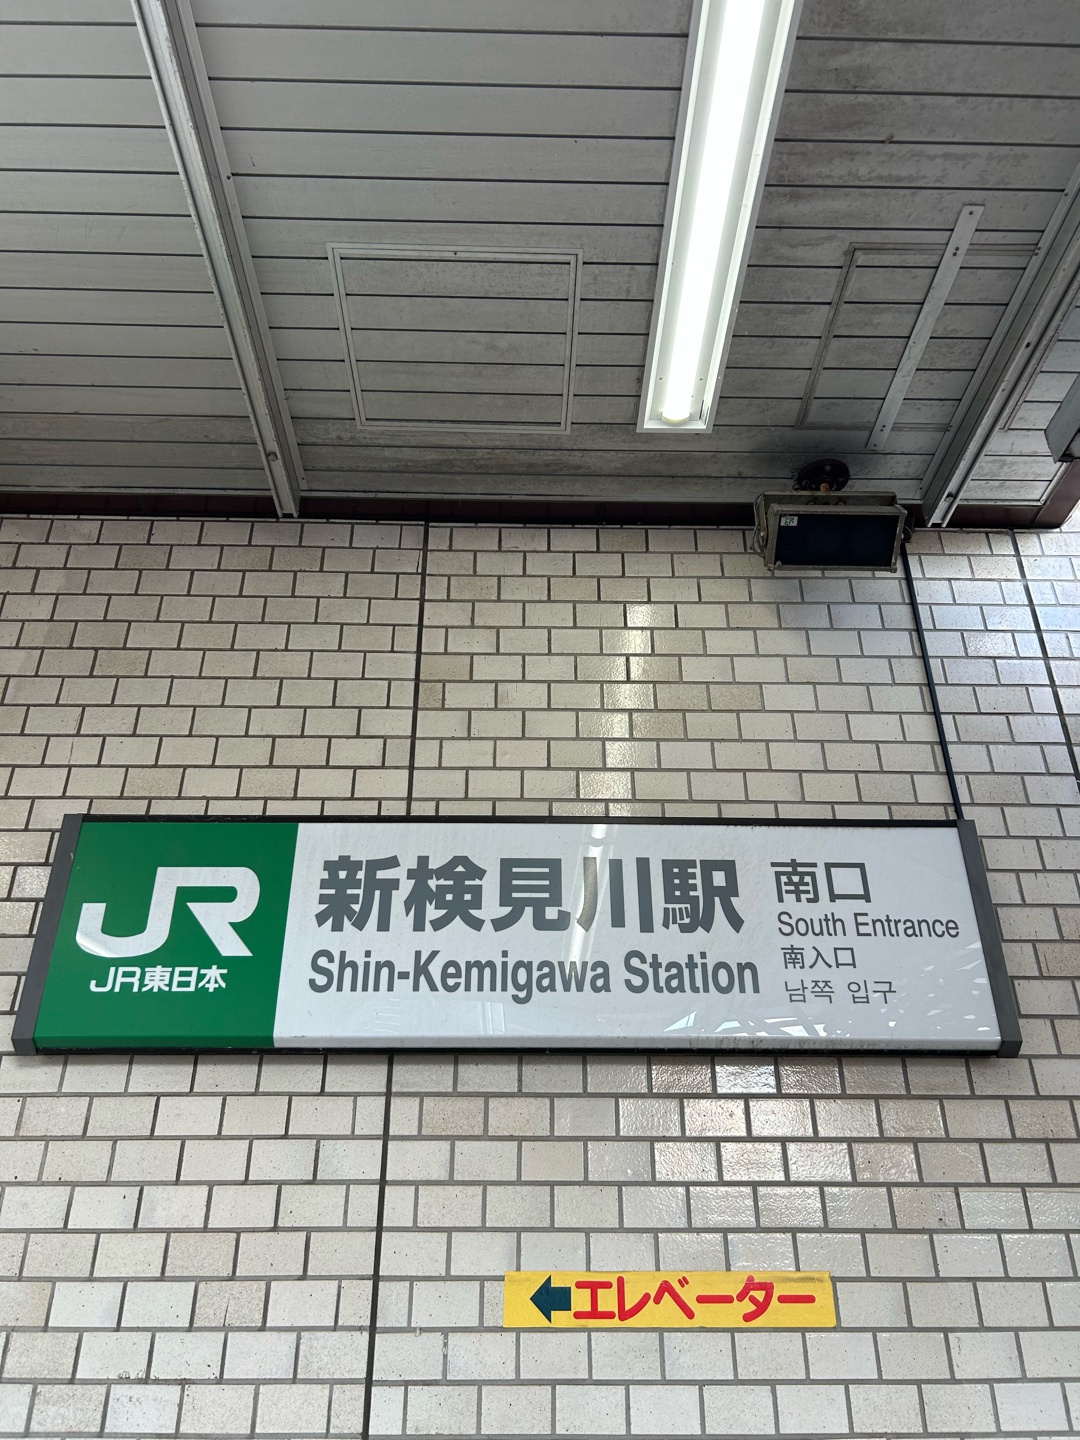 JR
JR東日本
新検見川駅
Shin-Kemigawa Station
南口
South Entrance
南入口
남쪽 입구
←エレベーター